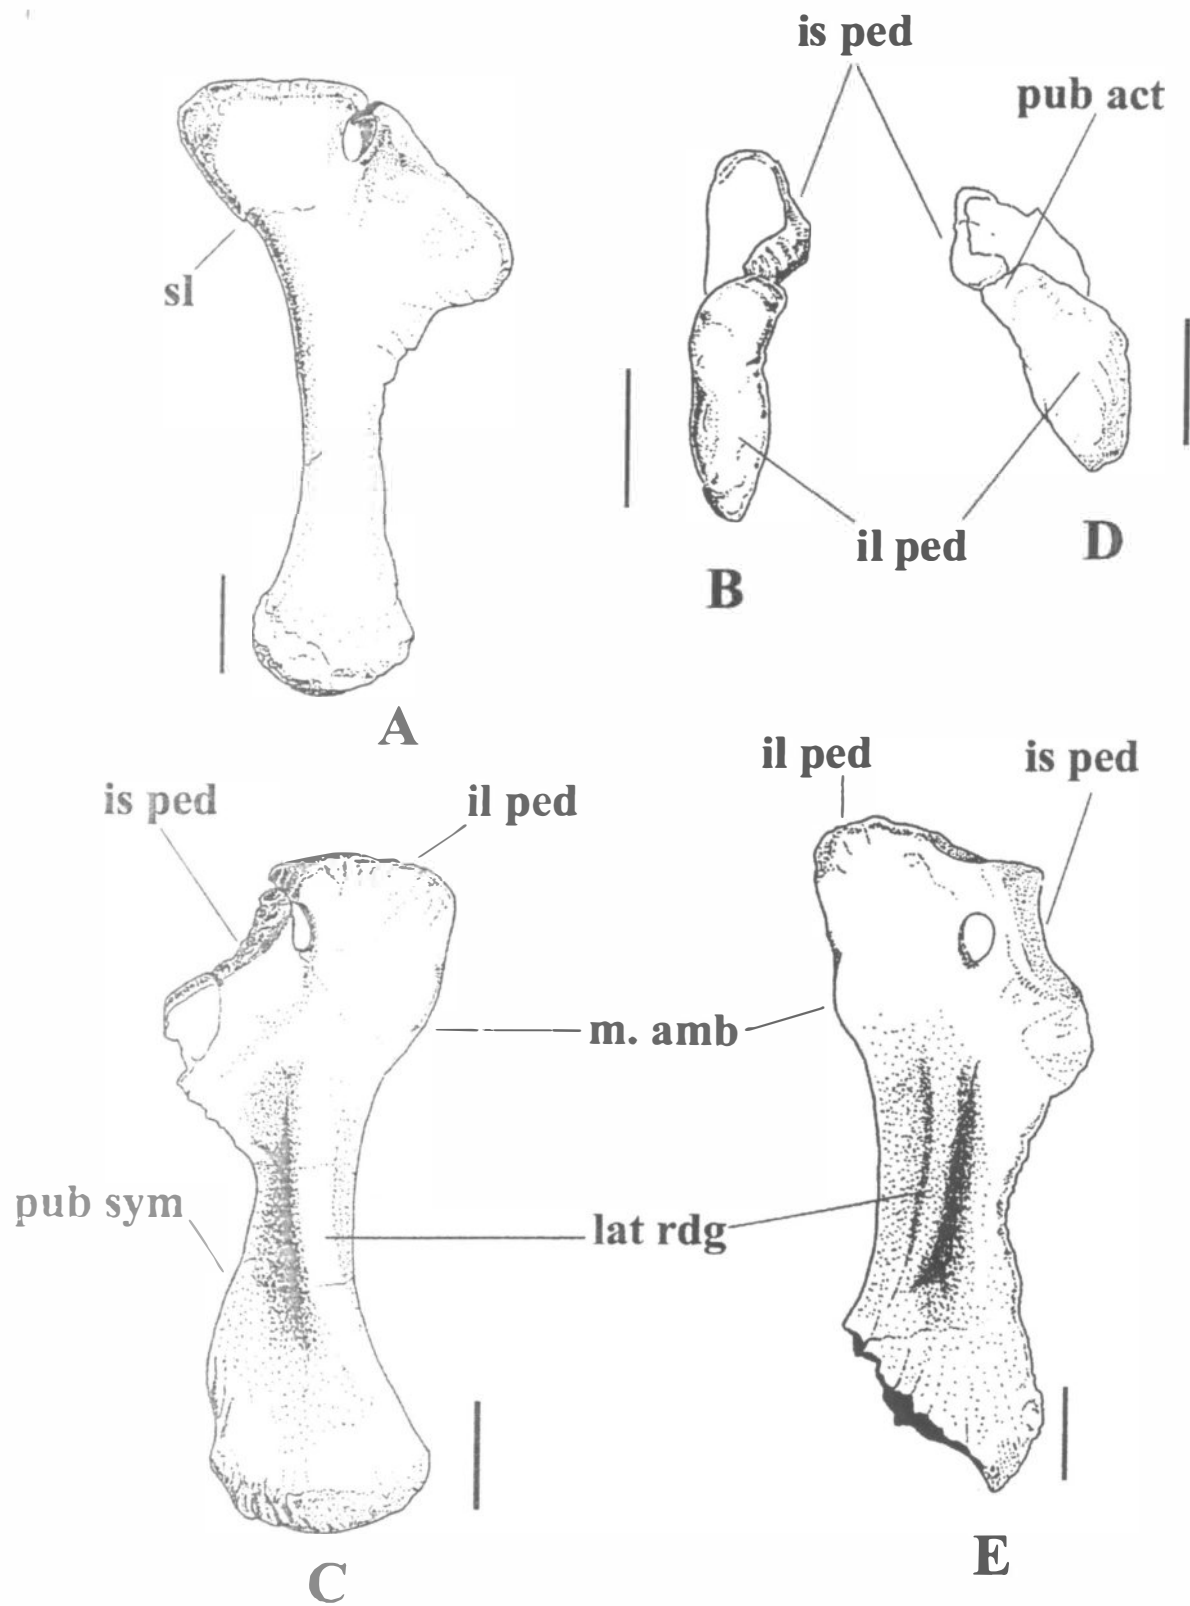 is ped
pub act
sl
il ped
D
B
A
il ped
is ped
is ped
il ped
m. amb
pub sym
lat rdg
E
C